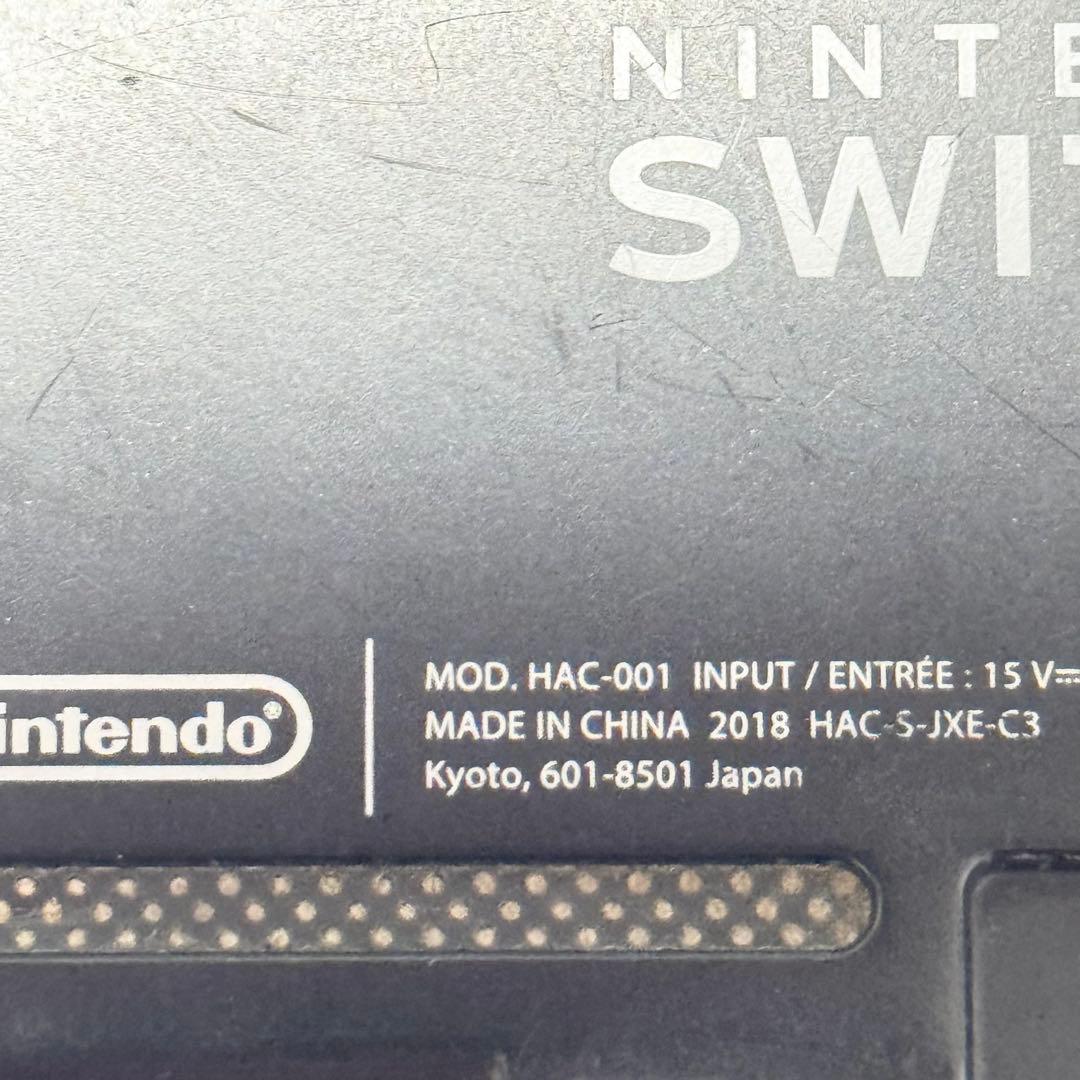 NINTE
SWIT
intendo®
MOD. HAC-001 INPUT / ENTRÉE : 15 V⎓
MADE IN CHINA 2018 HAC-S-JXE-C3
Kyoto, 601-8501 Japan